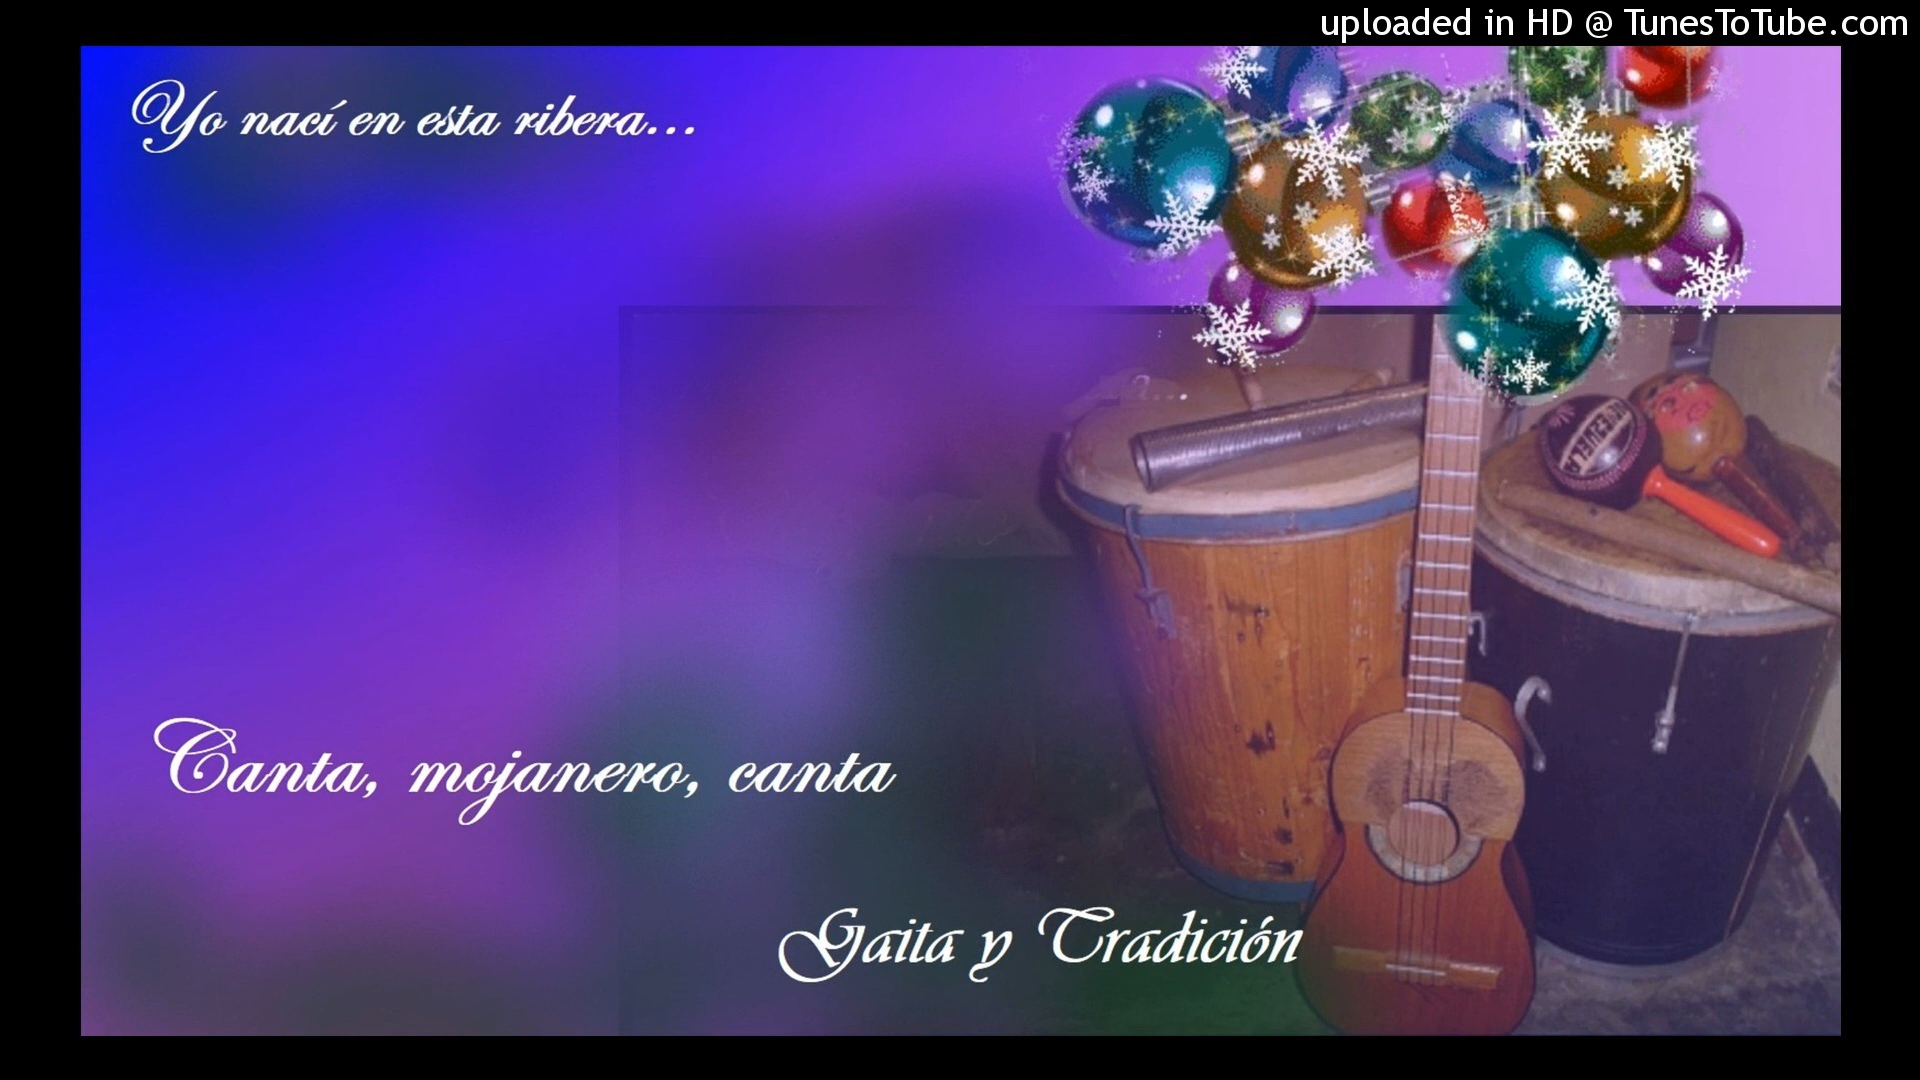 uploaded in HD @ TunesToTube.com
Yo nací en esta ribera...
Canta, mojanero, canta
Gaita y Tradición